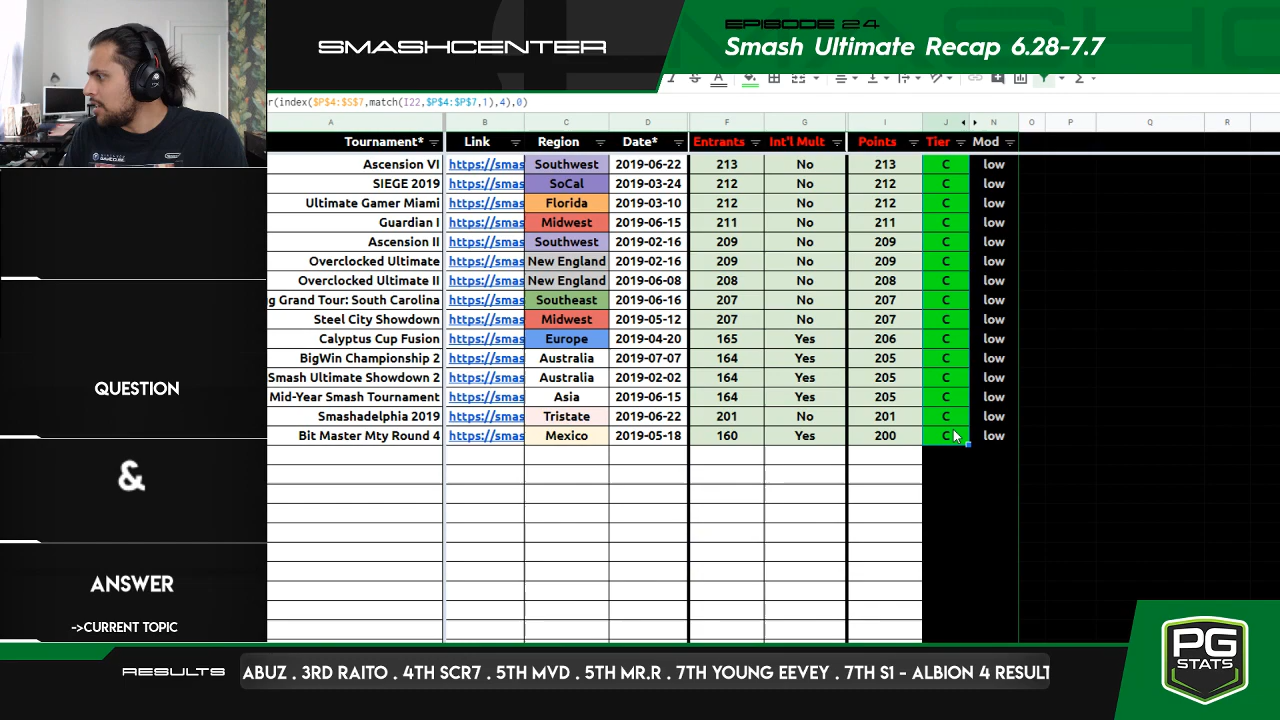 EPISODE 24
SMASHCENTER
Smash Ultimate Recap 6.28-7.7
r(index($P$4:$S$7,match(I22,$P$4:$P$7,1),4),0)
A B C D F G I J N O P Q R
Tournament* Link Region Date* Entrants Int'l Mult Points Tier Mod
Ascension VI https://smas Southwest 2019-06-22 213 No 213 C low
SIEGE 2019 https://smas SoCal 2019-03-24 212 No 212 C low
Ultimate Gamer Miami https://smas Florida 2019-03-10 212 No 212 C low
Guardian I https://smas Midwest 2019-06-15 211 No 211 C low
Ascension II https://smas Southwest 2019-02-16 209 No 209 C low
Overclocked Ultimate https://smas New England 2019-02-16 209 No 209 C low
Overclocked Ultimate II https://smas New England 2019-06-08 208 No 208 C low
g Grand Tour: South Carolina https://smas Southeast 2019-06-16 207 No 207 C low
Steel City Showdown https://smas Midwest 2019-05-12 207 No 207 C low
Calyptus Cup Fusion https://smas Europe 2019-04-20 165 Yes 206 C low
BigWin Championship 2 https://smas Australia 2019-07-07 164 Yes 205 C low
Smash Ultimate Showdown 2 https://smas Australia 2019-02-02 164 Yes 205 C low
Mid-Year Smash Tournament https://smas Asia 2019-06-15 164 Yes 205 C low
Smashadelphia 2019 https://smas Tristate 2019-06-22 201 No 201 C low
Bit Master Mty Round 4 https://smas Mexico 2019-05-18 160 Yes 200 C low
QUESTION
&
ANSWER
->CURRENT TOPIC
RESULTS
ABUZ . 3RD RAITO . 4TH SCR7 . 5TH MVD . 5TH MR.R . 7TH YOUNG EEVEY . 7TH S1 - ALBION 4 RESULT
PG
STATS